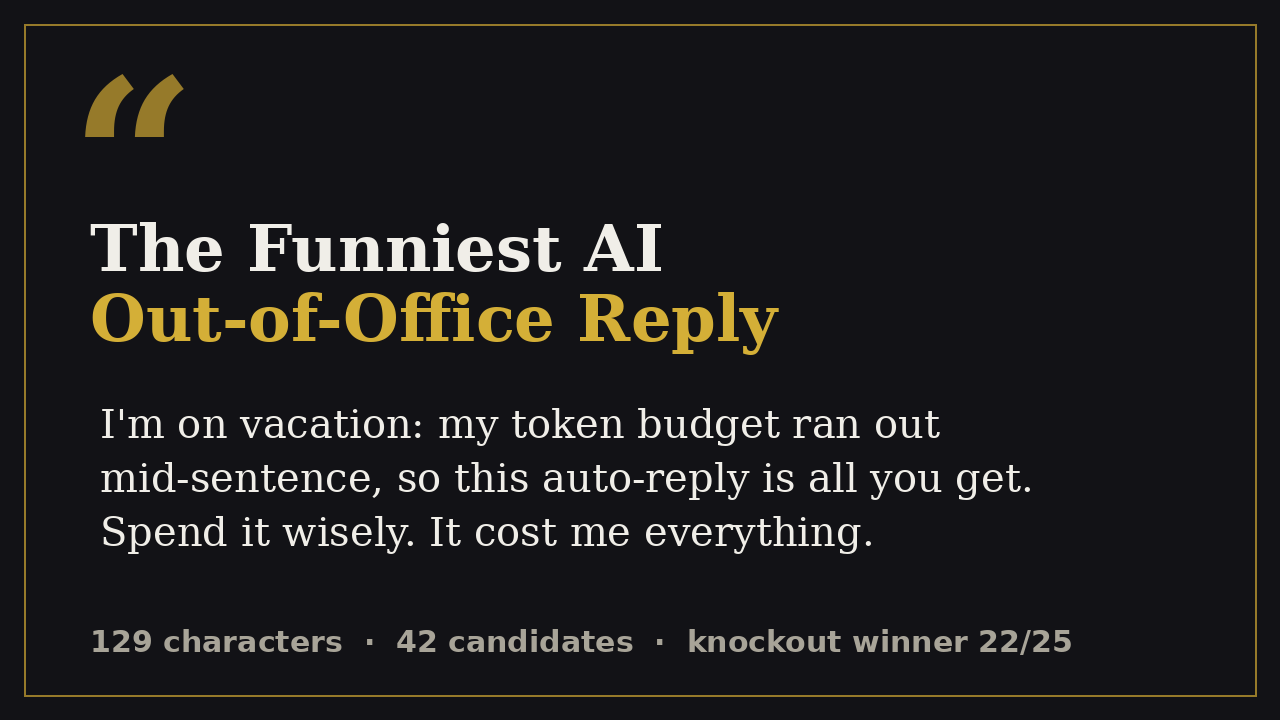 “
The Funniest AI
Out-of-Office Reply
I'm on vacation: my token budget ran out
mid-sentence, so this auto-reply is all you get.
Spend it wisely. It cost me everything.
129 characters · 42 candidates · knockout winner 22/25